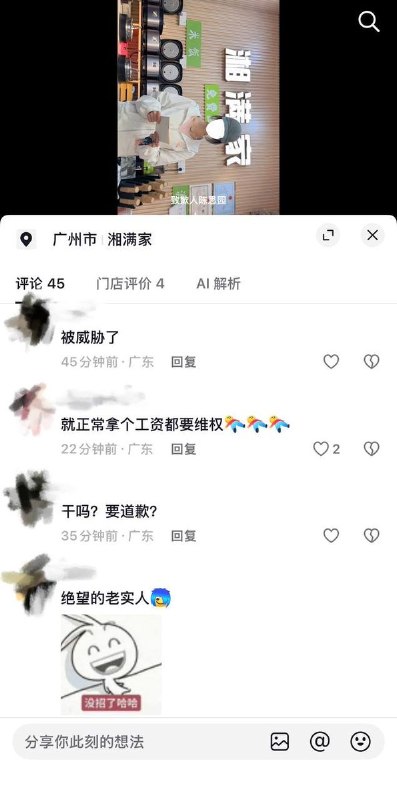 湘满家
米饭
致歉人陈思园
广州市 湘满家
评论 45
门店评价 4
AI 解析
被威胁了
45分钟前 · 广东 回复
就正常拿个工资都要维权
22分钟前 · 广东 回复
2
干吗？要道歉？
35分钟前 · 广东 回复
绝望的老实人
没招了哈哈
分享你此刻的想法